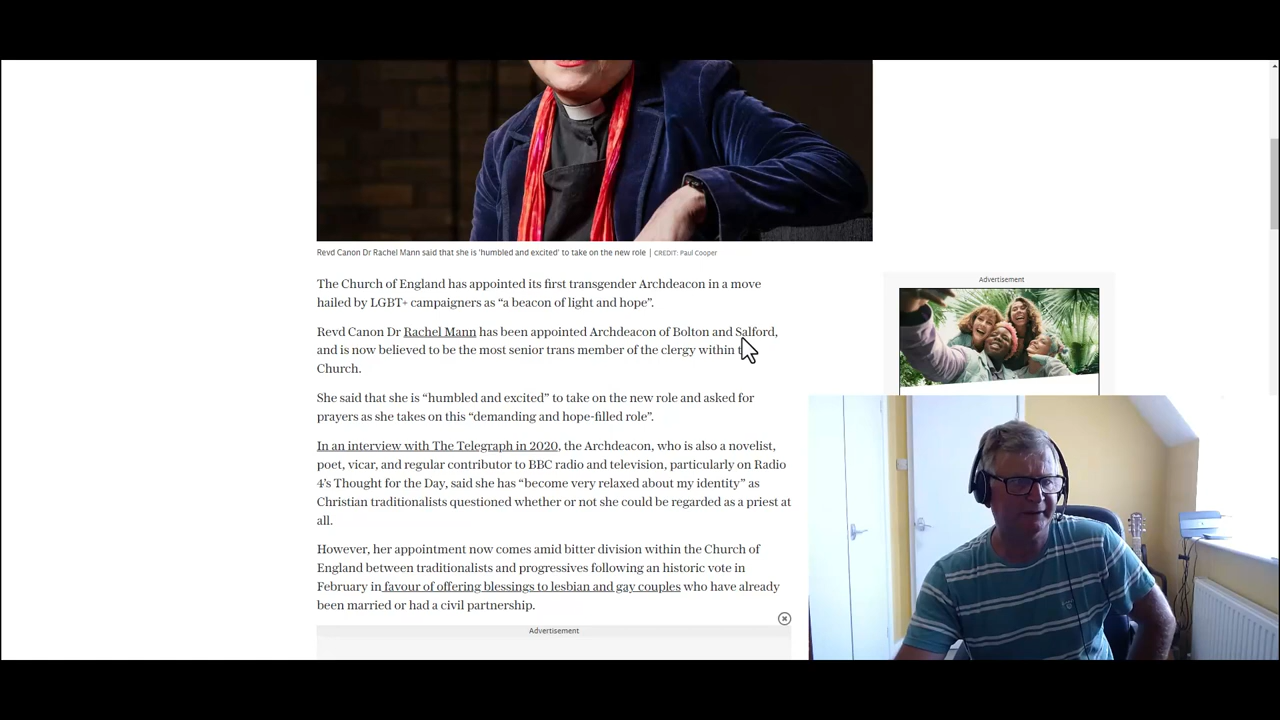 Revd Canon Dr Rachel Mann said that she is 'humbled and excited' to take on the new role | CREDIT: Paul Cooper
The Church of England has appointed its first transgender Archdeacon in a move
hailed by LGBT+ campaigners as “a beacon of light and hope”.
Advertisement
Revd Canon Dr Rachel Mann has been appointed Archdeacon of Bolton and Salford,
and is now believed to be the most senior trans member of the clergy within
Church.
She said that she is “humbled and excited” to take on the new role and asked for
prayers as she takes on this “demanding and hope-filled role”.
In an interview with The Telegraph in 2020, the Archdeacon, who is also a novelist,
poet, vicar, and regular contributor to BBC radio and television, particularly on Radio
4’s Thought for the Day, said she has “become very relaxed about my identity” as
Christian traditionalists questioned whether or not she could be regarded as a priest at
all.
However, her appointment now comes amid bitter division within the Church of
England between traditionalists and progressives following an historic vote in
February in favour of offering blessings to lesbian and gay couples who have already
been married or had a civil partnership.
Advertisement